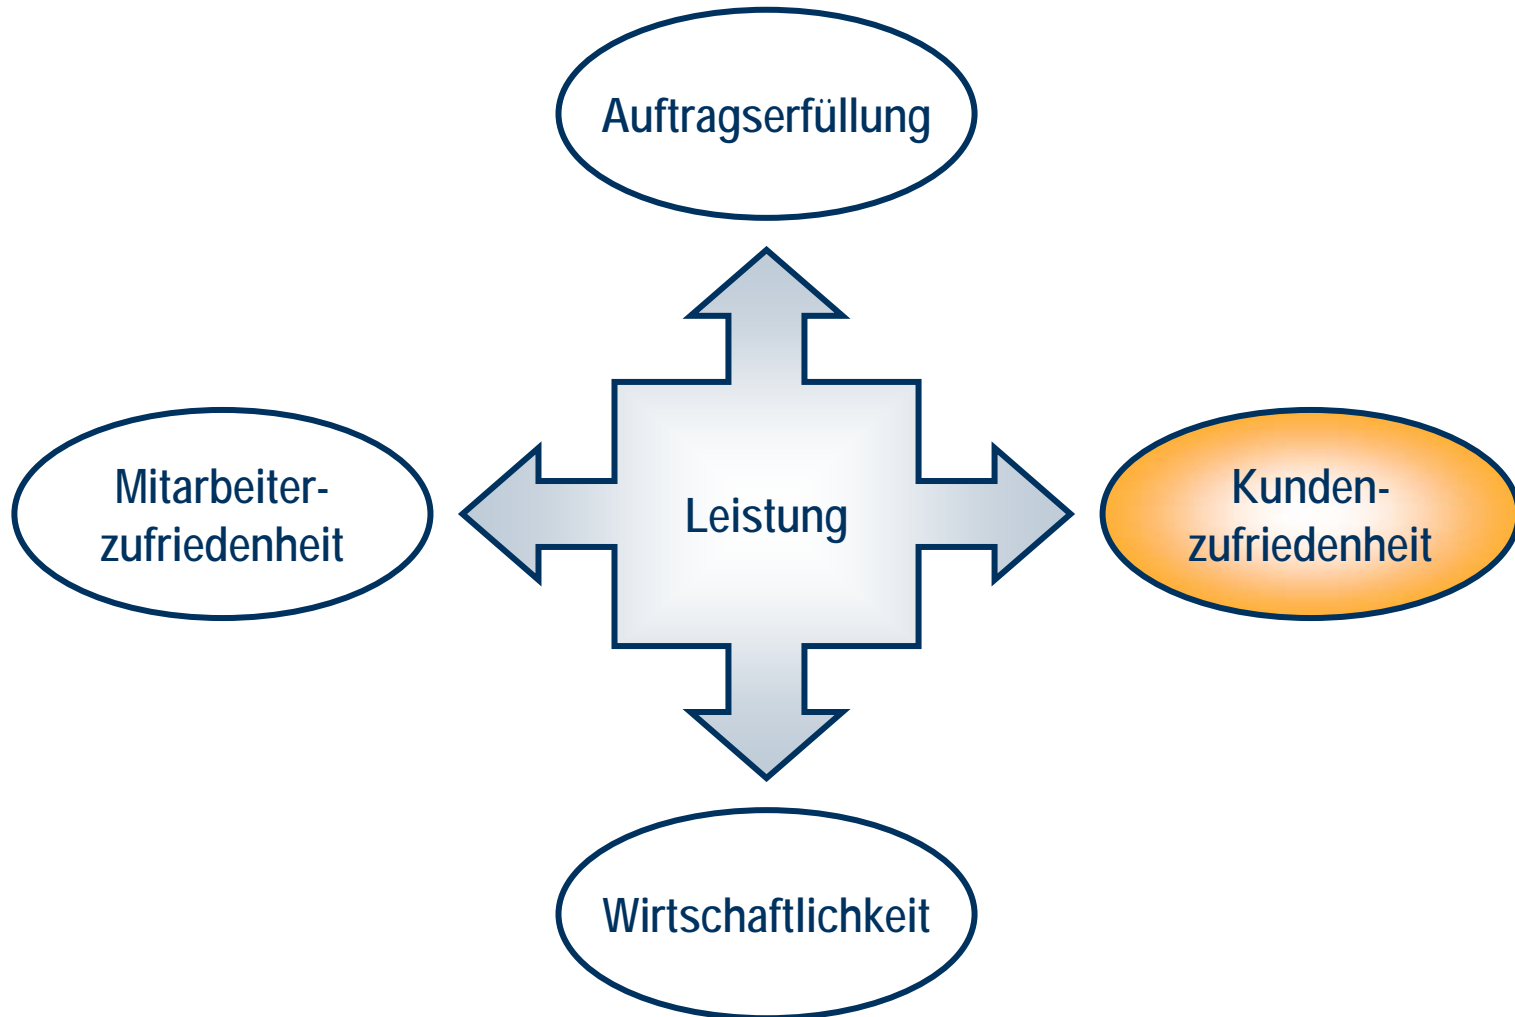 Auftragserfüllung
Mitarbeiter-
zufriedenheit
Leistung
Kunden-
zufriedenheit
Wirtschaftlichkeit